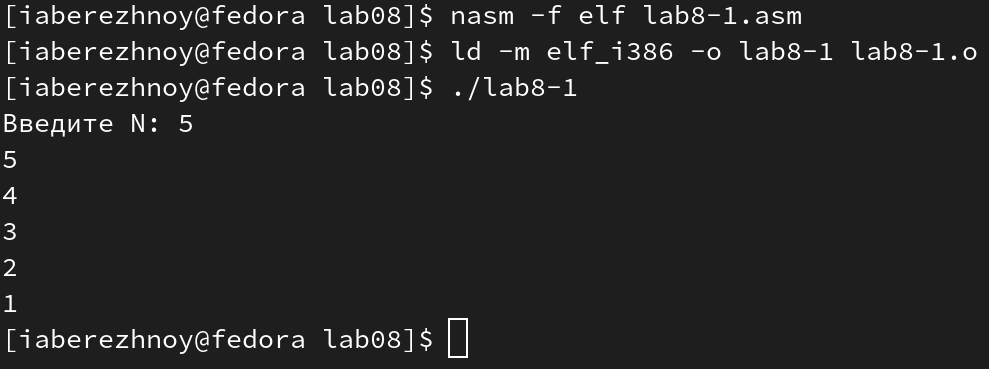 [iaberezhnoy@fedora lab08]$ nasm -f elf lab8-1.asm
[iaberezhnoy@fedora lab08]$ ld -m elf_i386 -o lab8-1 lab8-1.o
[iaberezhnoy@fedora lab08]$ ./lab8-1
Введите N: 5
5
4
3
2
1
[iaberezhnoy@fedora lab08]$